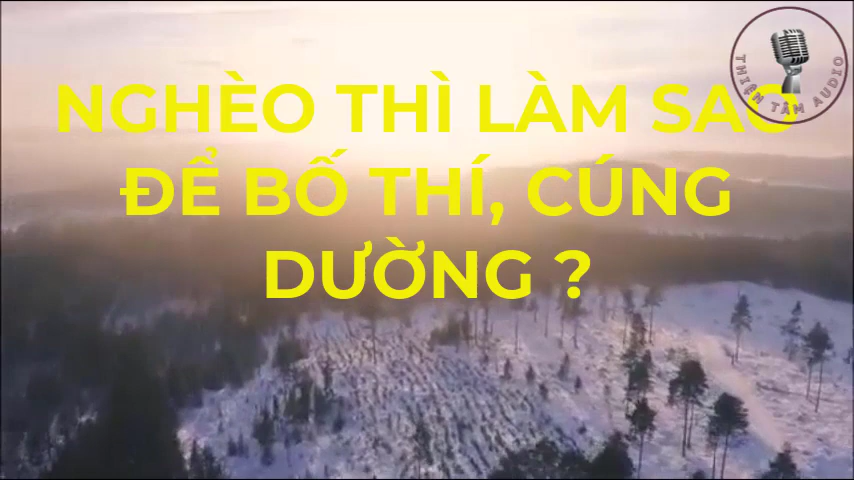 NGHÈO THÌ LÀM SAO
ĐỂ BỐ THÍ, CÚNG
DƯỜNG ?
THIỆN TÂM AUDIO